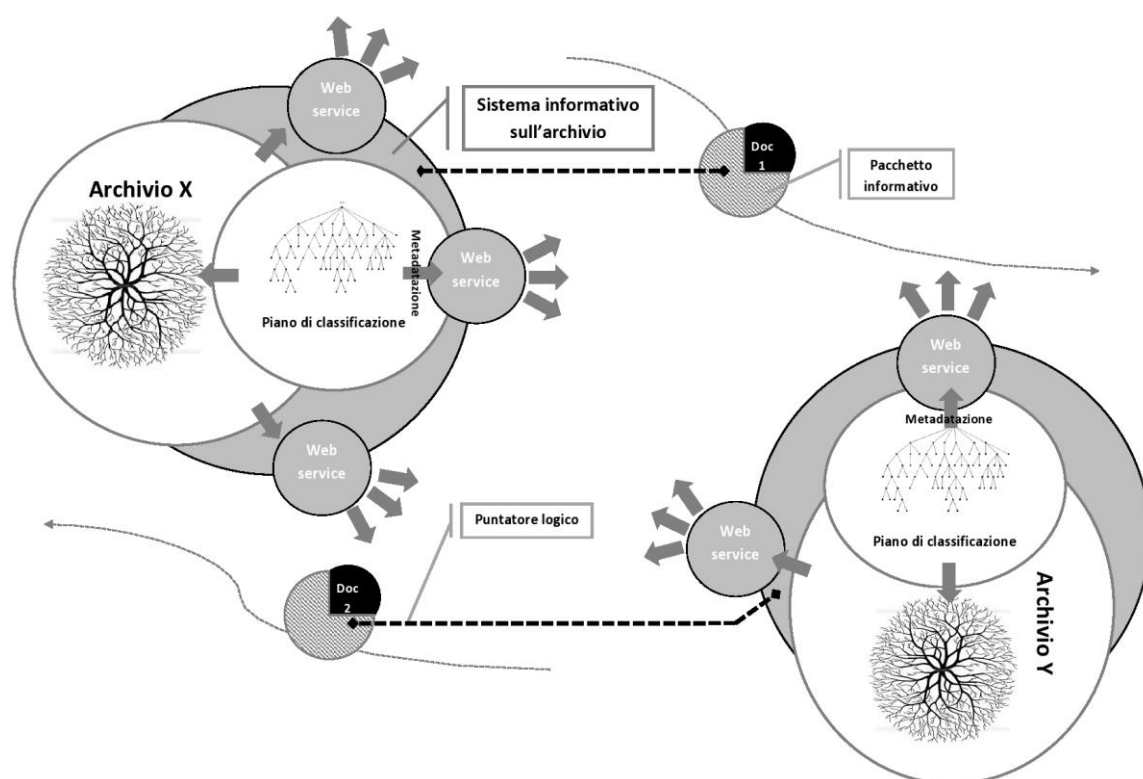 Web
service
Sistema informativo
sull'archivio
Doc
1
Pacchetto
informativo
Archivio X
Metadatazione
Web
service
Piano di classificazione
Web
service
Web
service
Metadatazione
Puntatore logico
Web
service
Piano di classificazione
Doc
2
Archivio Y